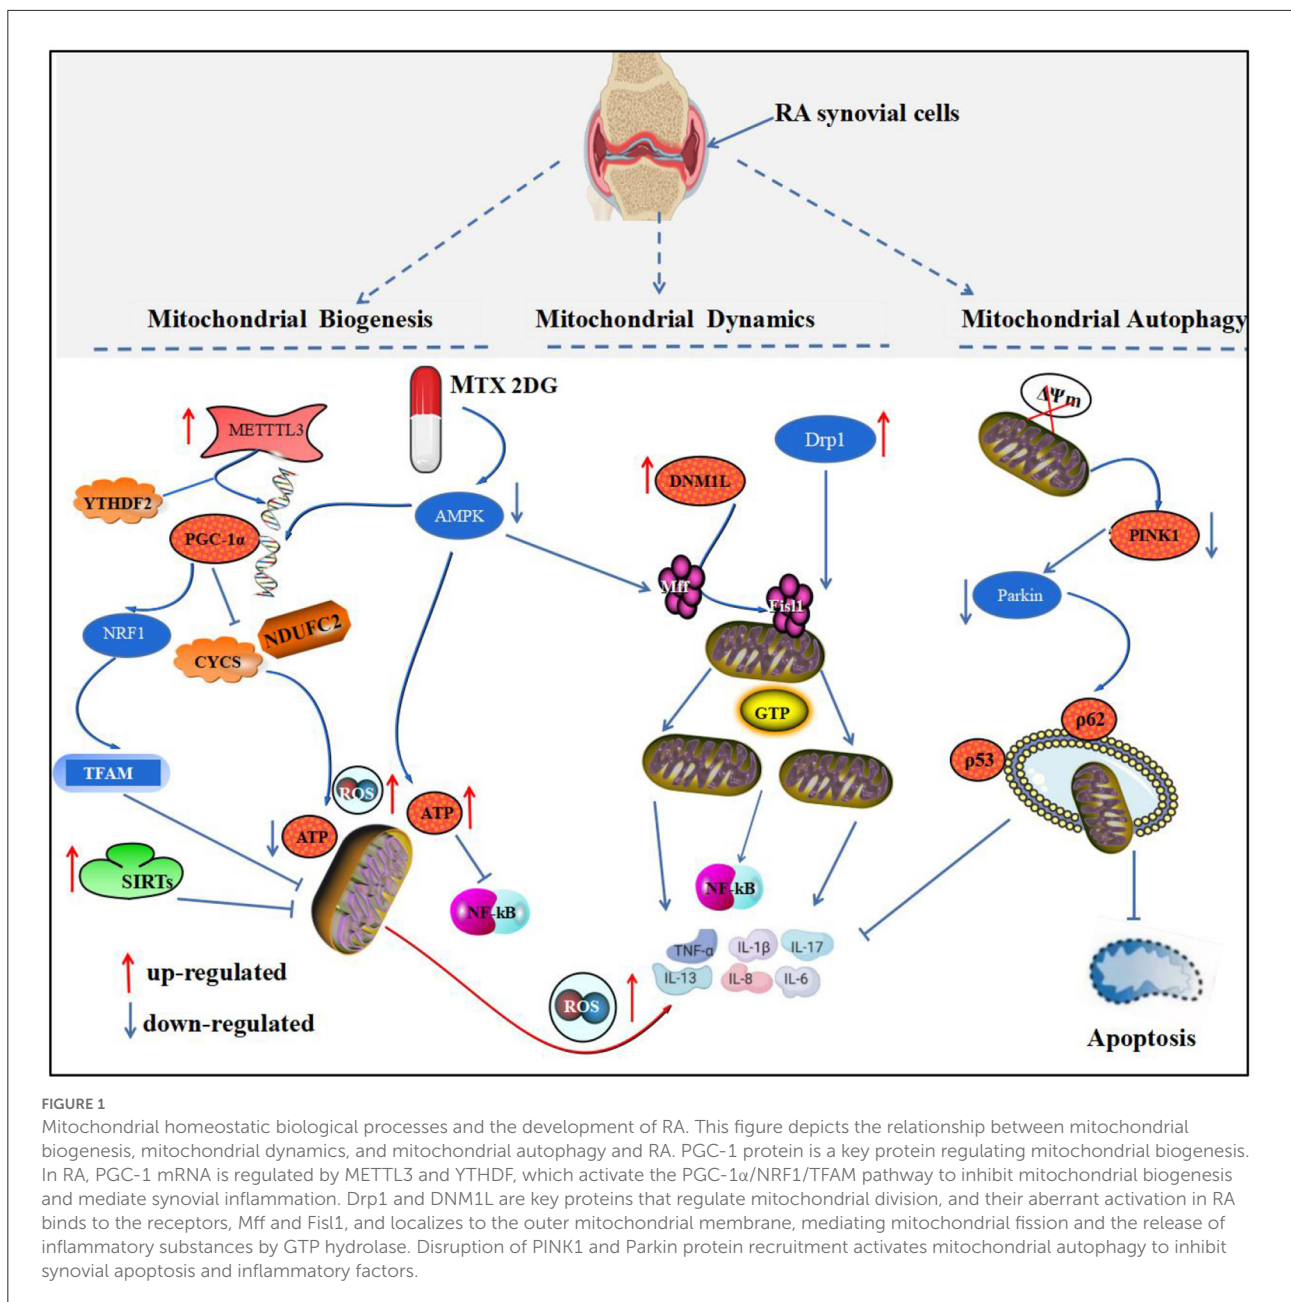 RA synovial cells
Mitochondrial Biogenesis
Mitochondrial Dynamics
Mitochondrial Autophagy
MTX 2DG
ΔΨm
METTTL3
Drp1
DNM1L
YTHDF2
AMPK
PGC-1α
PINK1
Mff
Fisl1
Parkin
NRF1
NDUFC2
CYCS
GTP
ρ62
ρ53
TFAM
ROS
ATP
ATP
SIRTs
NF-kB
NF-kB
TNF-α
IL-1β
IL-17
IL-13
IL-8
IL-6
up-regulated
ROS
down-regulated
Apoptosis
FIGURE 1
Mitochondrial homeostatic biological processes and the development of RA. This figure depicts the relationship between mitochondrial
biogenesis, mitochondrial dynamics, and mitochondrial autophagy and RA. PGC-1 protein is a key protein regulating mitochondrial biogenesis.
In RA, PGC-1 mRNA is regulated by METTL3 and YTHDF, which activate the PGC-1α/NRF1/TFAM pathway to inhibit mitochondrial biogenesis
and mediate synovial inflammation. Drp1 and DNM1L are key proteins that regulate mitochondrial division, and their aberrant activation in RA
binds to the receptors, Mff and Fisl1, and localizes to the outer mitochondrial membrane, mediating mitochondrial fission and the release of
inflammatory substances by GTP hydrolase. Disruption of PINK1 and Parkin protein recruitment activates mitochondrial autophagy to inhibit
synovial apoptosis and inflammatory factors.